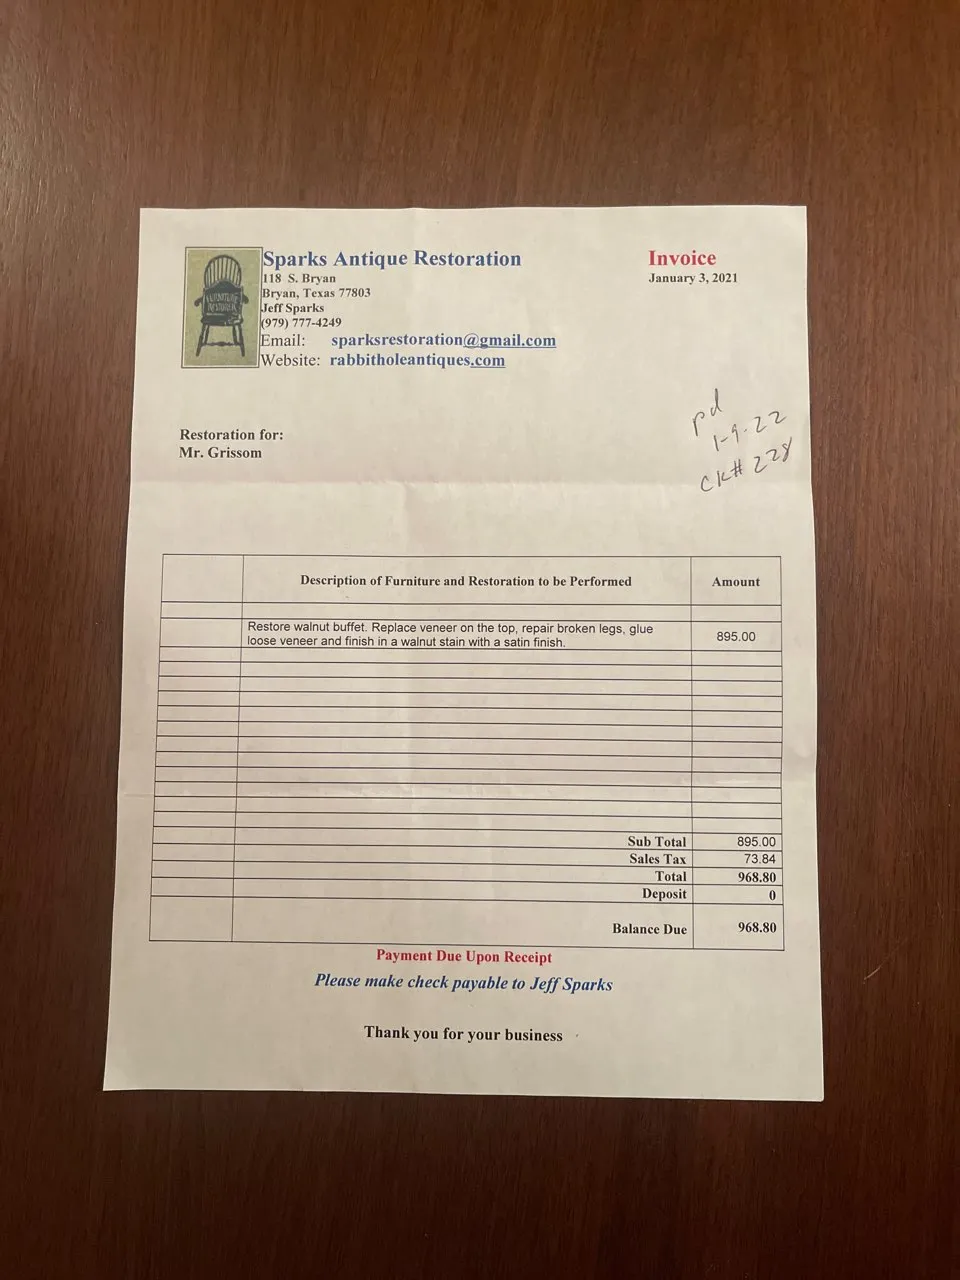 Sparks Antique Restoration
Invoice
118 S. Bryan
January 3, 2021
Bryan, Texas 77803
Jeff Sparks
(979) 777-4249
Email: sparksrestoration@gmail.com
Website: rabbitholeantiques.com
FURNITURE
RESTORER
pd
1-9-22
CK# 228
Restoration for:
Mr. Grissom
Description of Furniture and Restoration to be Performed Amount
Restore walnut buffet. Replace veneer on the top, repair broken legs, glue
loose veneer and finish in a walnut stain with a satin finish.
895.00
Sub Total 895.00
Sales Tax 73.84
Total 968.80
Deposit 0
Balance Due 968.80
Payment Due Upon Receipt
Please make check payable to Jeff Sparks
Thank you for your business